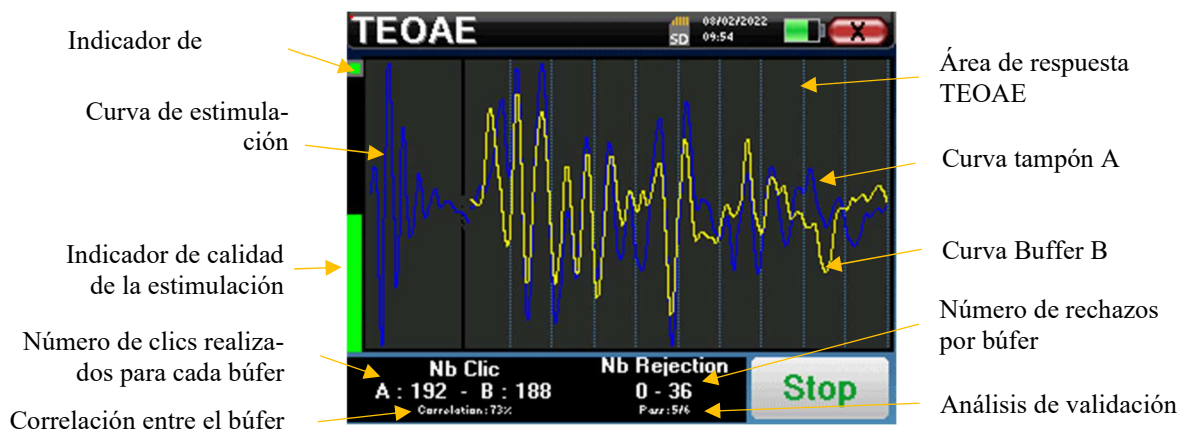 TEOAE
SD
08/02/2022
09:54
X
Indicador de
Curva de estimula-
ción
Indicador de calidad
de la estimulación
Número de clics realiza-
dos para cada búfer
Correlación entre el búfer
Área de respuesta
TEOAE
Curva tampón A
Curva Buffer B
Número de rechazos
por búfer
Análisis de validación
Nb Clic
A : 192 - B : 188
Correlation : 73%
Nb Rejection
0 - 36
Pass : 5/6
Stop